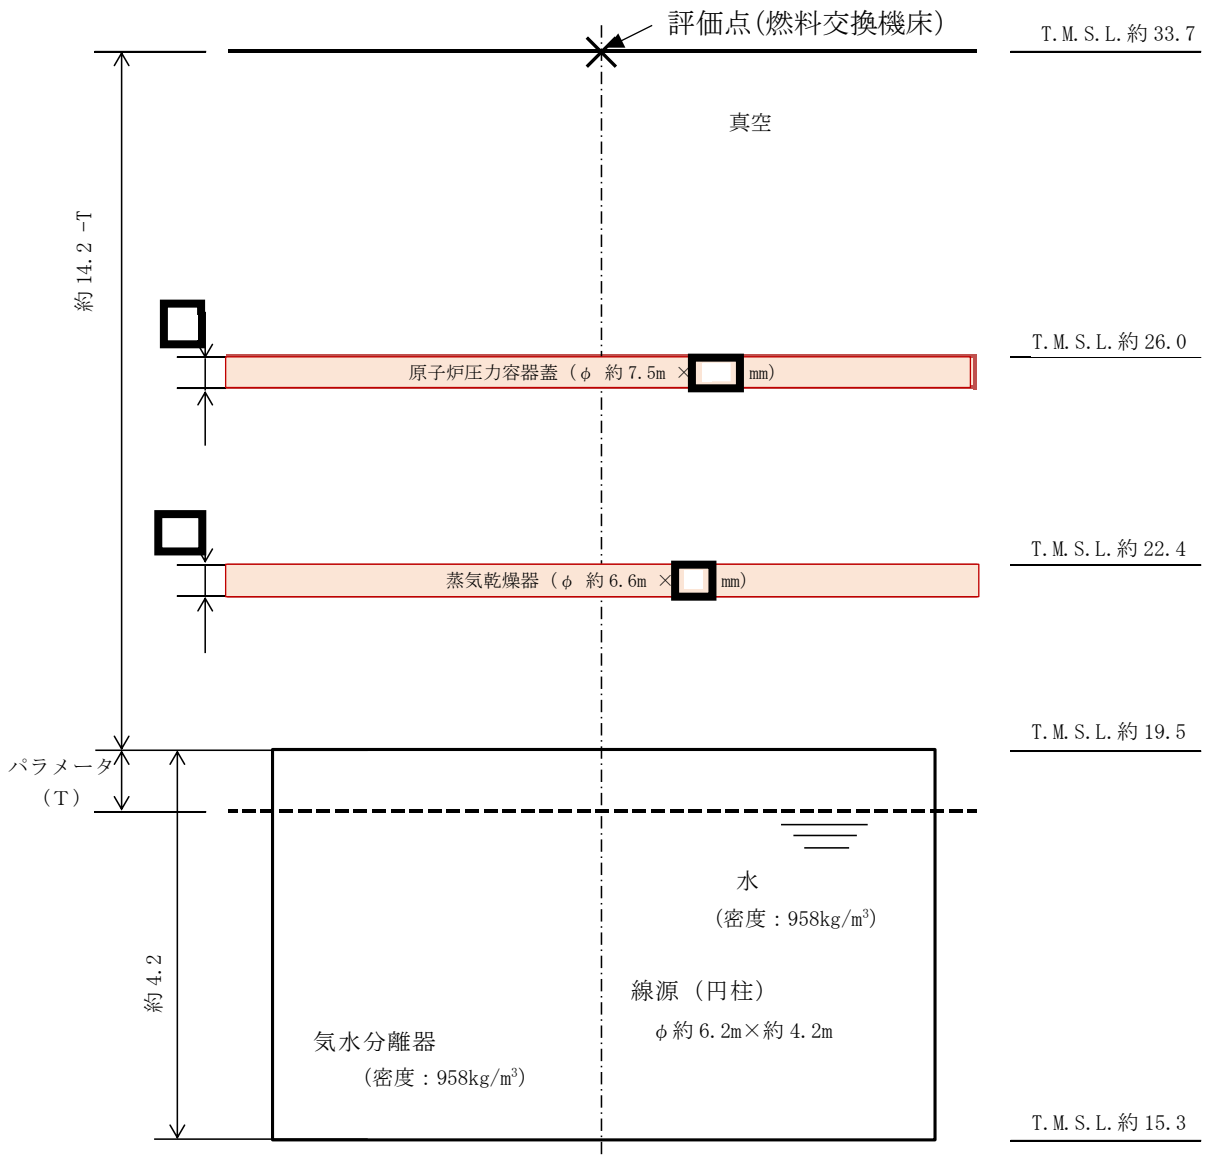 評価点(燃料交換機床)
T.M.S.L.約33.7
真空
約14.2 -T
T.M.S.L.約26.0
原子炉圧力容器蓋 (φ 約7.5m × mm)
T.M.S.L.約22.4
蒸気乾燥器 (φ 約6.6m × mm)
T.M.S.L.約19.5
パラメータ
(T)
水
(密度：958kg/m³)
約4.2
線源 (円柱)
φ約6.2m×約4.2m
気水分離器
(密度：958kg/m³)
T.M.S.L.約15.3